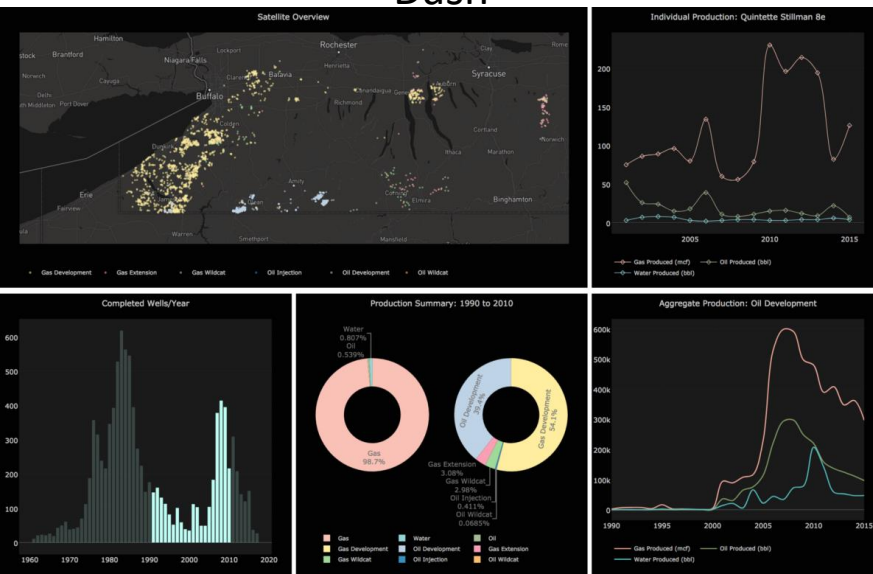 Dash
Satellite Overview
Hamilton
Brantford
Norwich
Cayuga
Delhi
Port Dover
Niagara Falls
Lockport
Buffalo
Batavia
Rochester
Henrietta
Canandaigua
Richmond
Clay
Rome
Syracuse
Auburn
Cortland
Norwich
Ithaca
Marathon
Colden
Dunkirk
Erie
Fairview
Warren
Amity
Olean
Smethport
Corning
Elmira
Mansfield
Binghamton
Gas Development
Gas Extension
Gas Wildcat
Oil Injection
Oil Development
Oil Wildcat
Individual Production: Quintette Stillman 8e
200
150
100
50
0
2005
2010
2015
Gas Produced (mcf)
Oil Produced (bbl)
Water Produced (bbl)
Completed Wells/Year
600
500
400
300
200
100
0
1960
1970
1980
1990
2000
2010
2020
Production Summary: 1990 to 2010
Water
0.807%
Oil
0.539%
Gas
98.7%
Oil Development
39.4%
Gas Development
54.1%
Gas Extension
3.08%
Gas Wildcat
2.98%
Oil Injection
0.411%
Oil Wildcat
0.0685%
Gas
Water
Oil
Gas Development
Oil Development
Gas Extension
Gas Wildcat
Oil Injection
Oil Wildcat
Aggregate Production: Oil Development
600k
500k
400k
300k
200k
100k
0
1990
1995
2000
2005
2010
2015
Gas Produced (mcf)
Oil Produced (bbl)
Water Produced (bbl)